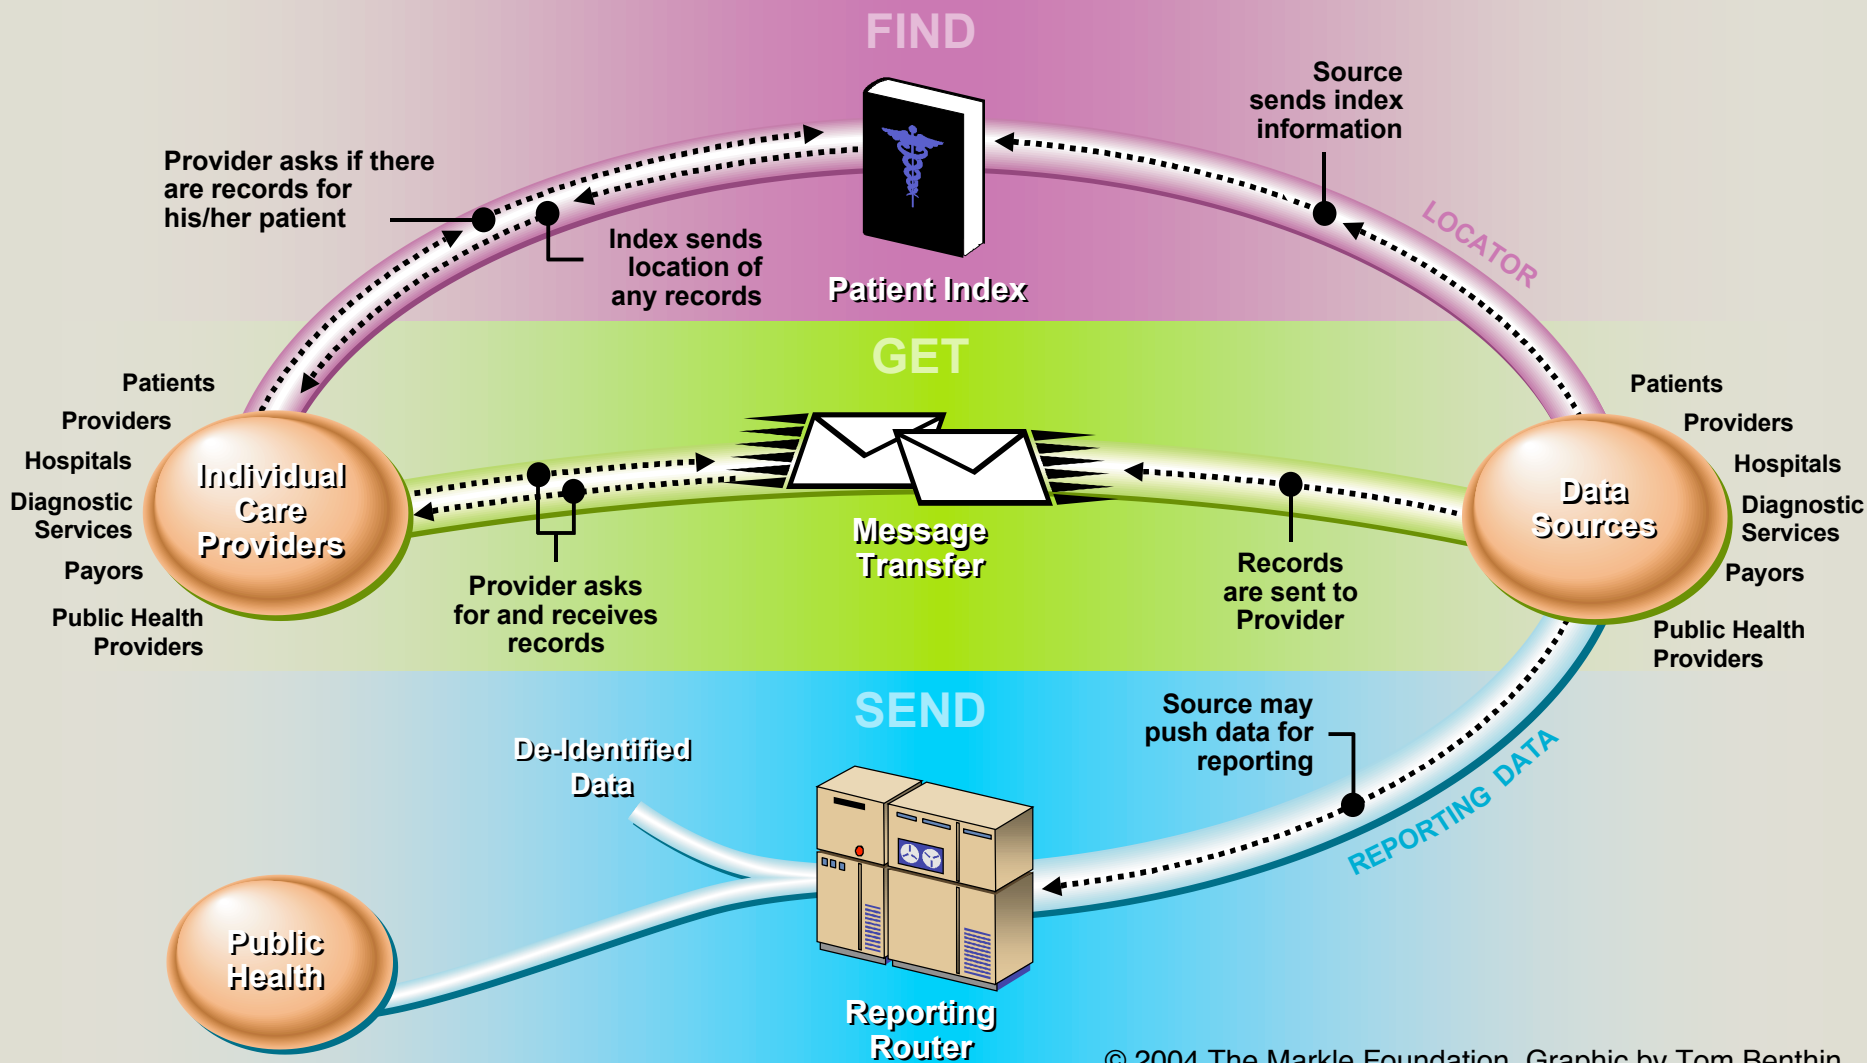 FIND
Source
sends index
information
Provider asks if there
are records for
his/her patient
Index sends
location of
any records
Patient Index
LOCATOR
GET
Patients
Providers
Hospitals
Diagnostic
Services
Payors
Public Health
Providers
Individual
Care
Providers
Provider asks
for and receives
records
Message
Transfer
Records
are sent to
Provider
Data
Sources
Patients
Providers
Hospitals
Diagnostic
Services
Payors
Public Health
Providers
SEND
De-Identified
Data
Source may
push data for
reporting
REPORTING DATA
Public
Health
Reporting
Router
© 2004 The Markle Foundation Graphic by Tom Benthin